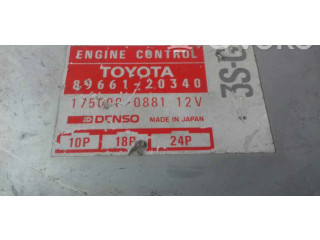 ENGINE CONTROL
TOYOTA
89661-20340
175000-0881 12V
DENSO MADE IN JAPAN
10P 18P 24P
3S-G